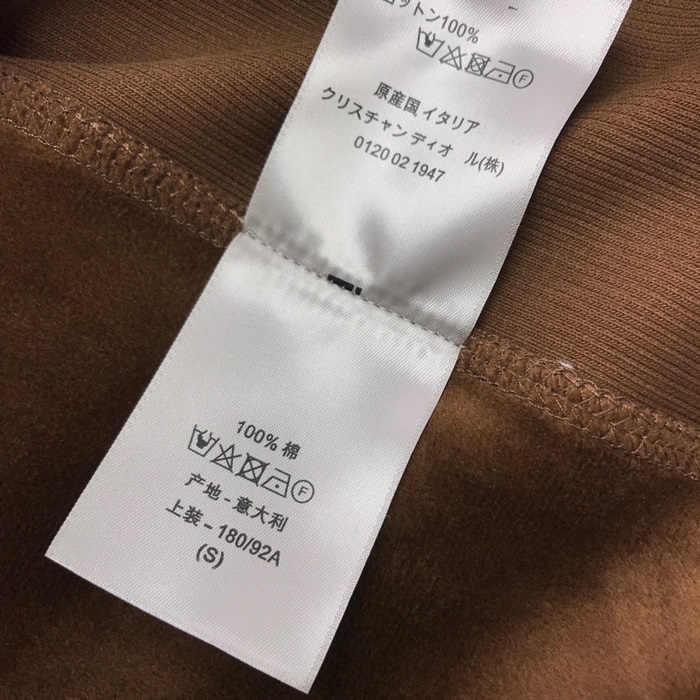 コットン100%
F
原産国 イタリア
クリスチャン ディオ ル(株)
0120 02 1947
100% 棉
F
产地 - 意大利
上装 - 180/92A
(S)